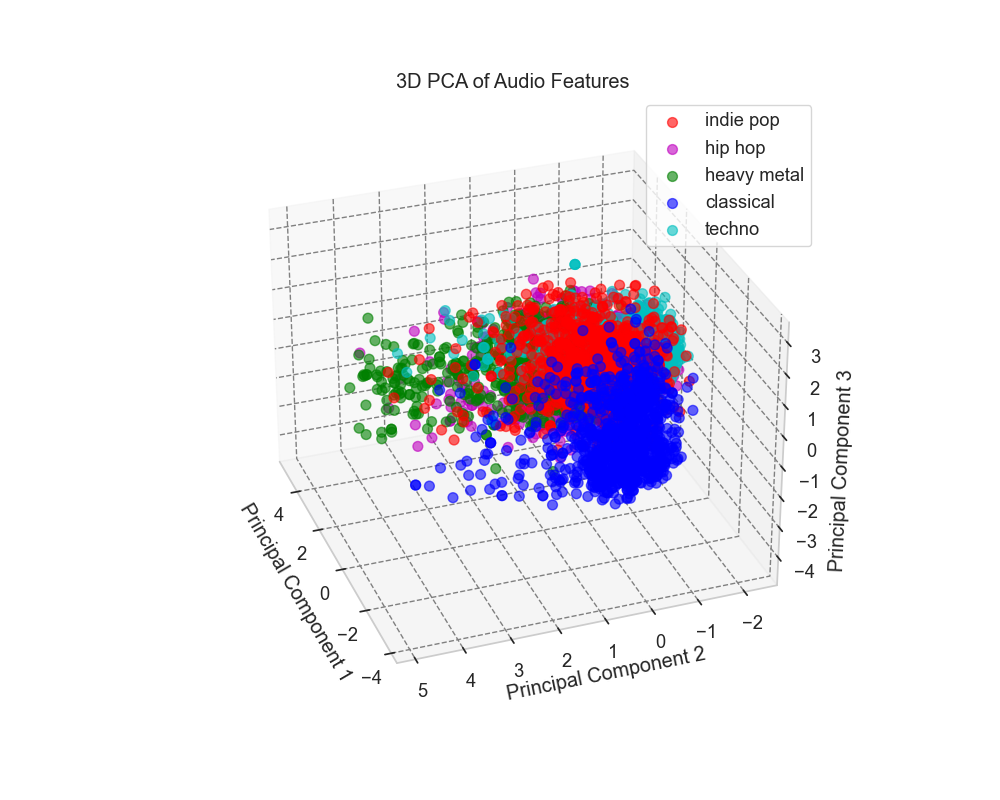 3D PCA of Audio Features
indie pop
hip hop
heavy metal
classical
techno
3
2
1
0
−1
−2
−3
−4
Principal Component 3
4
2
0
−2
−4
Principal Component 1
5
4
3
2
1
0
−1
−2
Principal Component 2